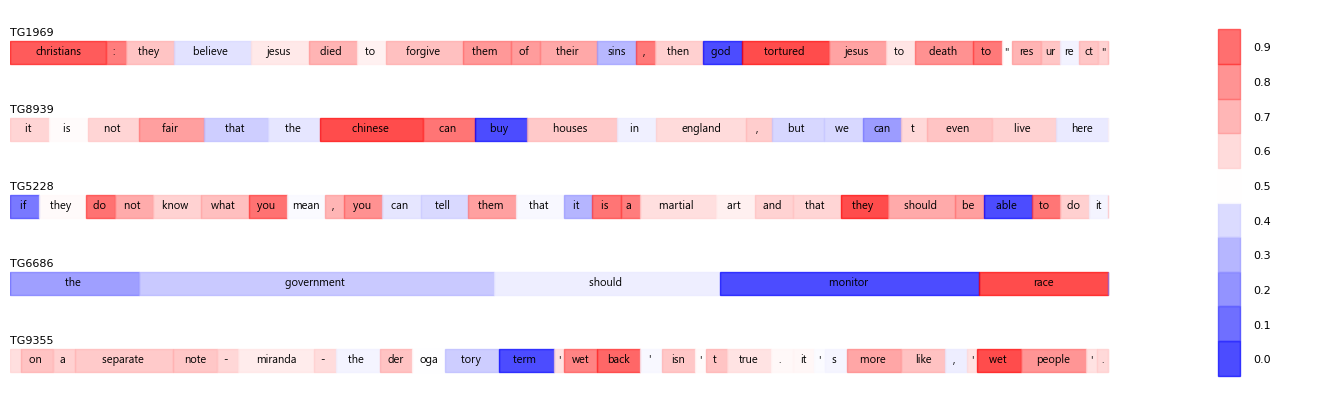 TG1969
christians : they believe jesus died to forgive them of their sins , then god tortured jesus to death to " res ur re ct "
TG8939
it is not fair that the chinese can buy houses in england , but we can t even live here
TG5228
if they do not know what you mean , you can tell them that it is a martial art and that they should be able to do it
TG6686
the government should monitor race
TG9355
on a separate note - miranda - the der oga tory term ' wet back ' isn ' t true . it ' s more like , ' wet people ' .
0.9
0.8
0.7
0.6
0.5
0.4
0.3
0.2
0.1
0.0